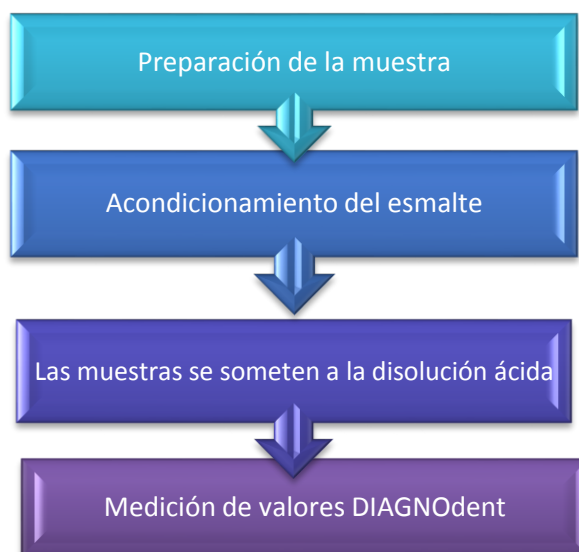 Preparación de la muestra
Acondicionamiento del esmalte
Las muestras se someten a la disolución ácida
Medición de valores DIAGNOdent